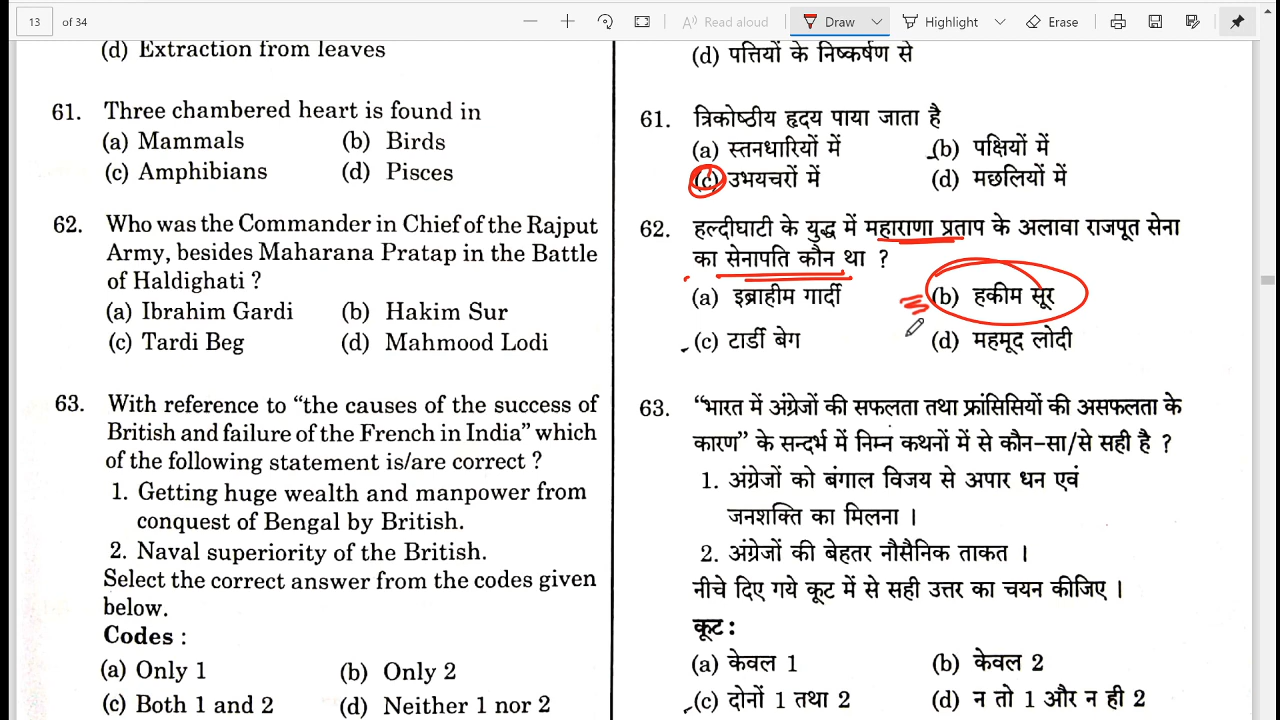 13 of 34
Read aloud
Draw
Highlight
Erase
(d) Extraction from leaves
61. Three chambered heart is found in
(a) Mammals (b) Birds
(c) Amphibians (d) Pisces
62. Who was the Commander in Chief of the Rajput
Army, besides Maharana Pratap in the Battle
of Haldighati ?
(a) Ibrahim Gardi (b) Hakim Sur
(c) Tardi Beg (d) Mahmood Lodi
63. With reference to “the causes of the success of
British and failure of the French in India” which
of the following statement is/are correct ?
1. Getting huge wealth and manpower from
conquest of Bengal by British.
2. Naval superiority of the British.
Select the correct answer from the codes given
below.
Codes :
(a) Only 1 (b) Only 2
(c) Both 1 and 2 (d) Neither 1 nor 2
(d) पत्तियों के निष्कर्षण से
61. त्रिकोष्ठीय हृदय पाया जाता है
(a) स्तनधारियों में (b) पक्षियों में
(c) उभयचरों में (d) मछलियों में
62. हल्दीघाटी के युद्ध में महाराणा प्रताप के अलावा राजपूत सेना
का सेनापति कौन था ?
(a) इब्राहीम गार्दी (b) हकीम सूर
(c) टार्डी बेग (d) महमूद लोदी
63. “भारत में अंग्रेजों की सफलता तथा फ्रांसिसियों की असफलता के
कारण” के सन्दर्भ में निम्न कथनों में से कौन-सा/से सही है ?
1. अंग्रेजों को बंगाल विजय से अपार धन एवं
जनशक्ति का मिलना ।
2. अंग्रेजों की बेहतर नौसैनिक ताकत ।
नीचे दिए गये कूट में से सही उत्तर का चयन कीजिए ।
कूट :
(a) केवल 1 (b) केवल 2
(c) दोनों 1 तथा 2 (d) न तो 1 और न ही 2